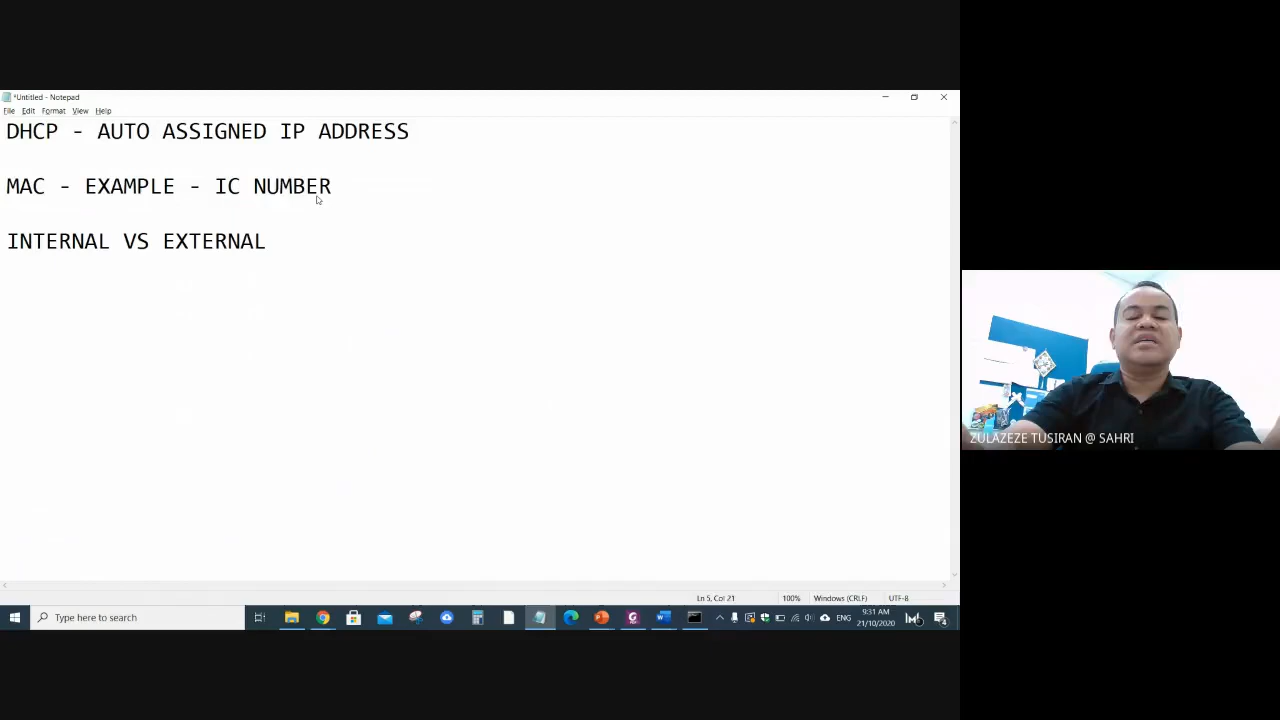 *Untitled - Notepad
File Edit Format View Help
DHCP - AUTO ASSIGNED IP ADDRESS
MAC - EXAMPLE - IC NUMBER
INTERNAL VS EXTERNAL
ZULAZEZE TUSIRAN @ SAHRI
Ln 5, Col 21 100% Windows (CRLF) UTF-8
Type here to search
ENG
9:31 AM
21/10/2020